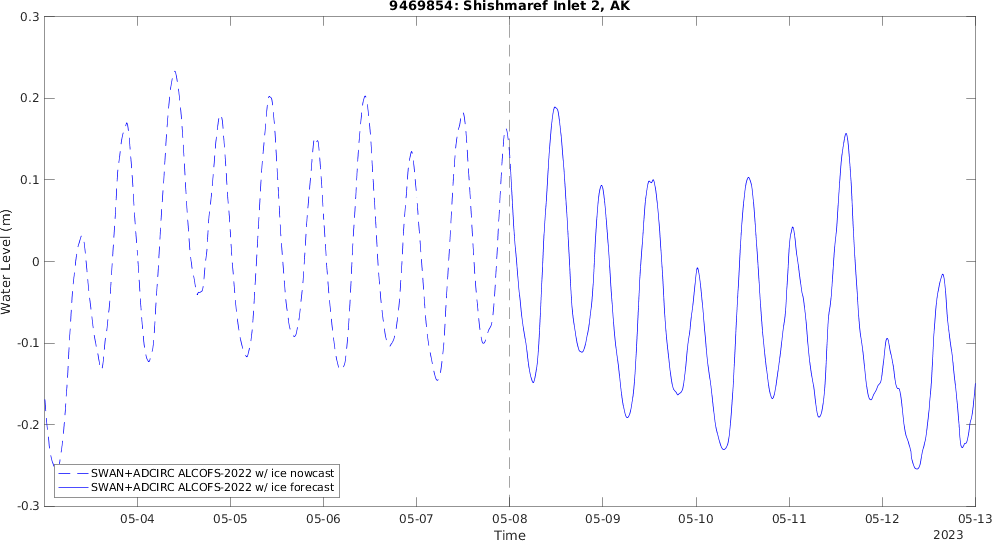 9469854: Shishmaref Inlet 2, AK
0.3
0.2
0.1
0
-0.1
-0.2
-0.3
Water Level (m)
SWAN+ADCIRC ALCOFS-2022 w/ ice nowcast
SWAN+ADCIRC ALCOFS-2022 w/ ice forecast
05-04 05-05 05-06 05-07 05-08 05-09 05-10 05-11 05-12 05-13
Time
2023